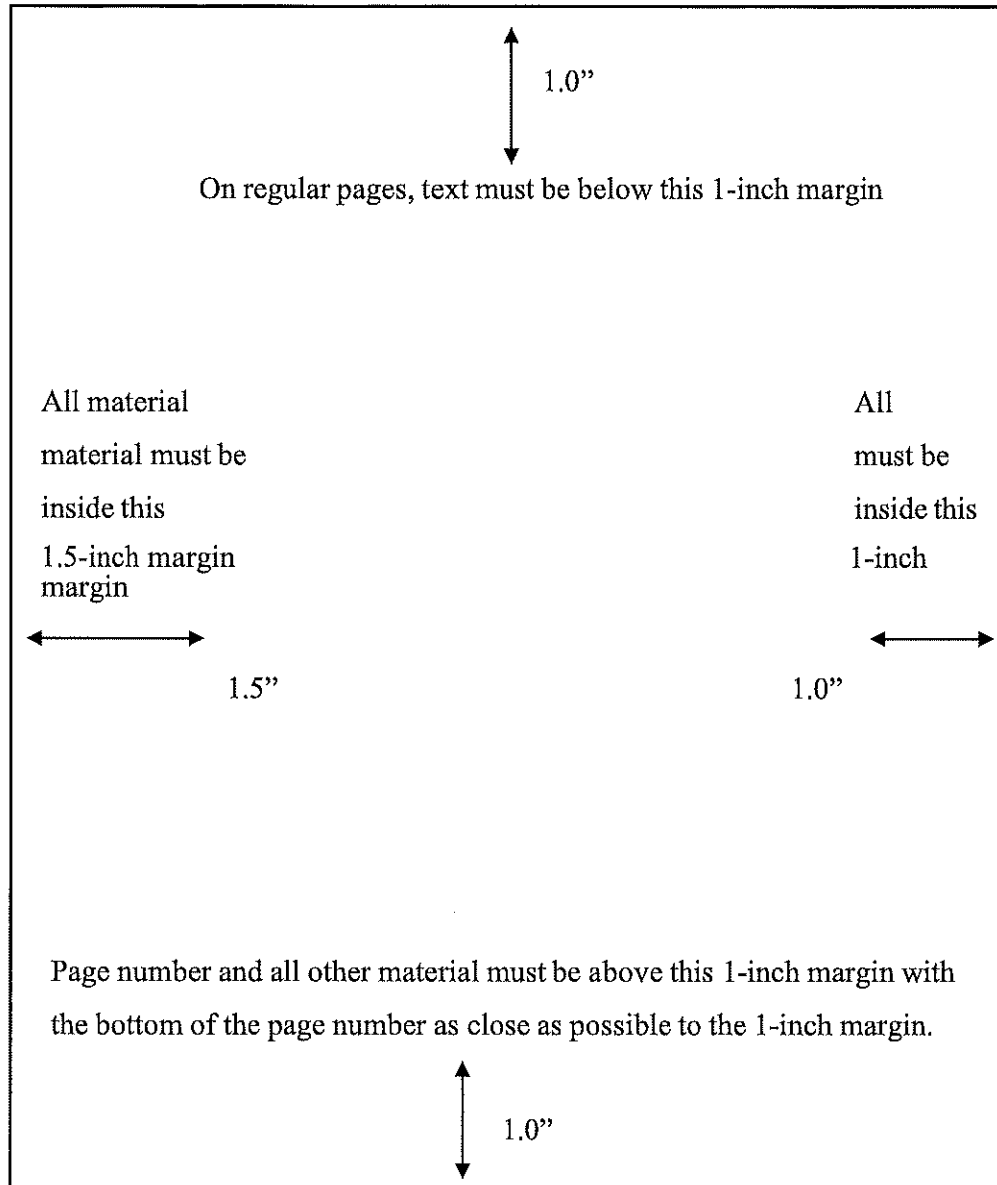 1.0”
On regular pages, text must be below this 1-inch margin
All material
material must be
inside this
1.5-inch margin
margin
1.5”
All
must be
inside this
1-inch
1.0”
Page number and all other material must be above this 1-inch margin with
the bottom of the page number as close as possible to the 1-inch margin.
1.0”